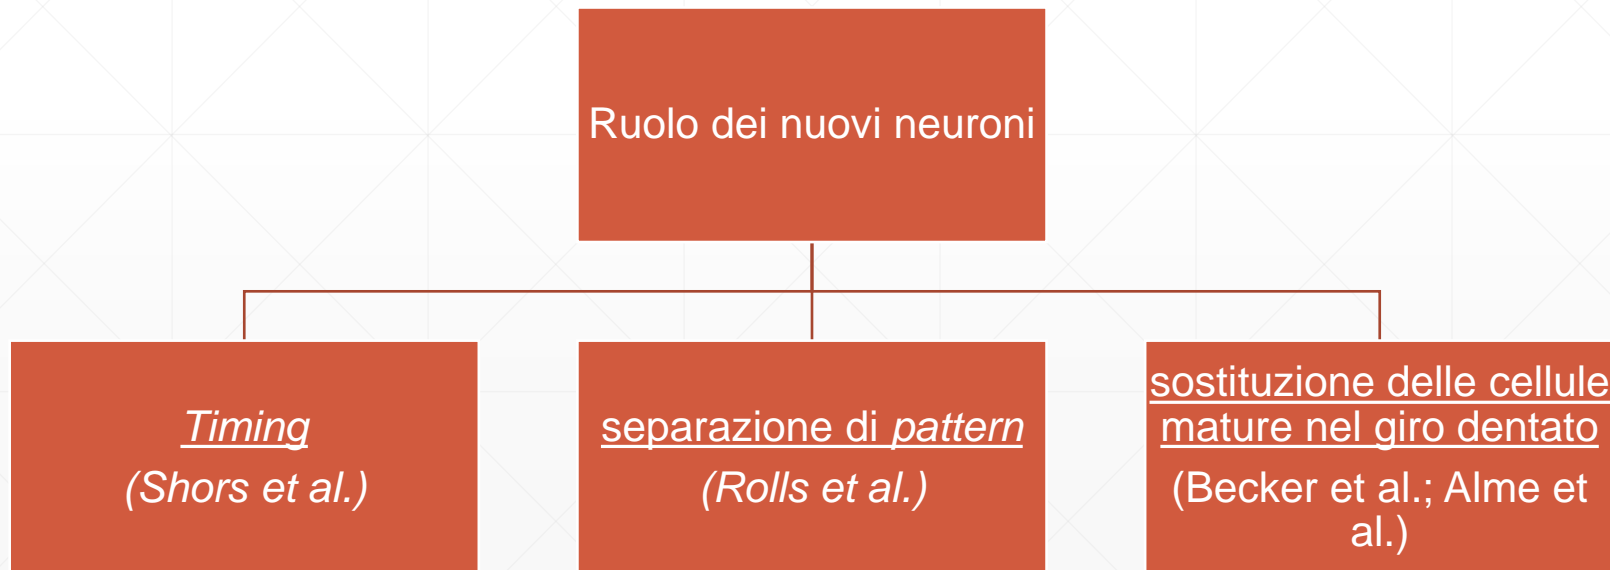 Ruolo dei nuovi neuroni
Timing
(Shors et al.)
separazione di pattern
(Rolls et al.)
sostituzione delle cellule
mature nel giro dentato
(Becker et al.; Alme et
al.)